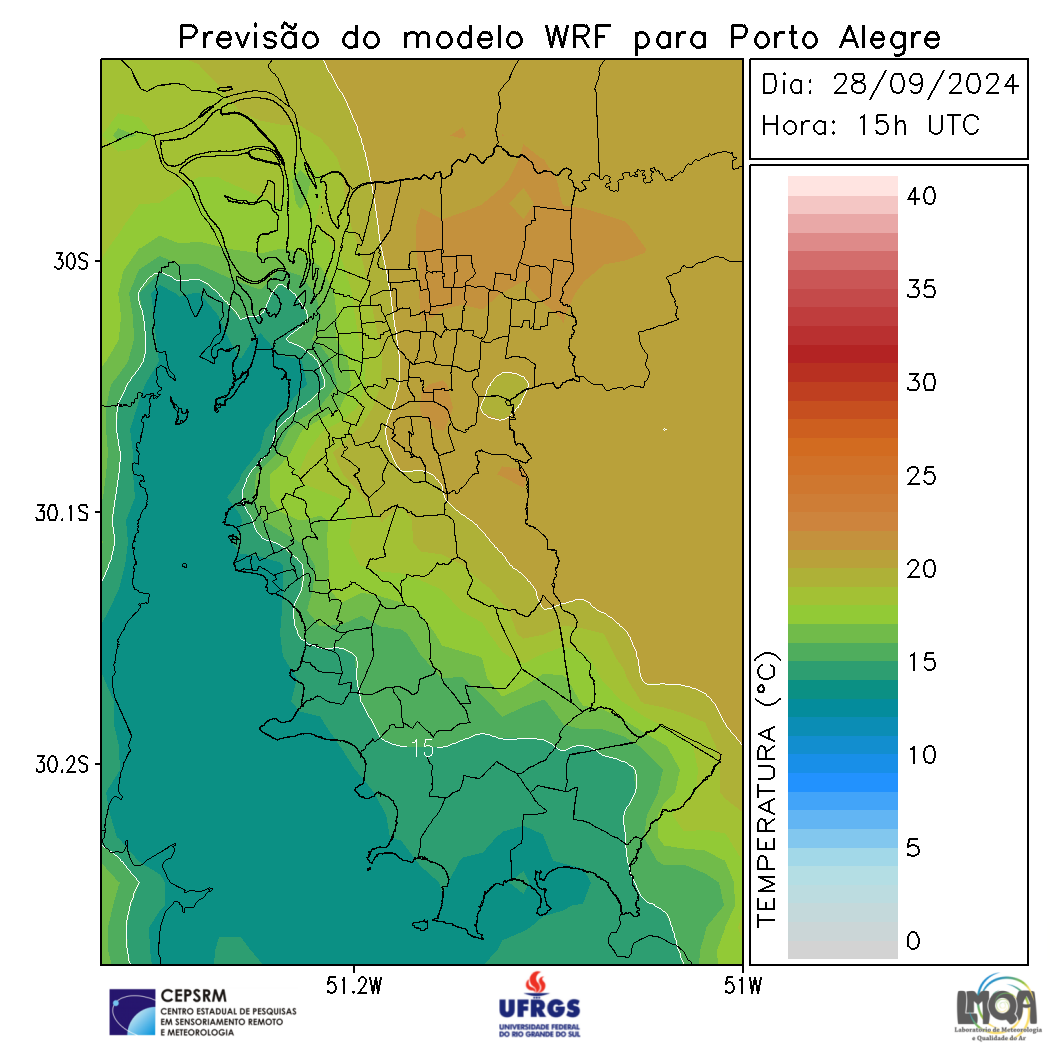 Previsão do modelo WRF para Porto Alegre
Dia: 28/09/2024
Hora: 15h UTC
40
35
30
25
20
15
10
5
0
TEMPERATURA (°C)
30S
30.1S
30.2S
15
51.2W
51W
CEPSRM
CENTRO ESTADUAL DE PESQUISAS
EM SENSORIAMENTO REMOTO
E METEOROLOGIA
UFRGS
UNIVERSIDADE FEDERAL
DO RIO GRANDE DO SUL
LMQA
Laboratório de Meteorologia
e Qualidade do Ar